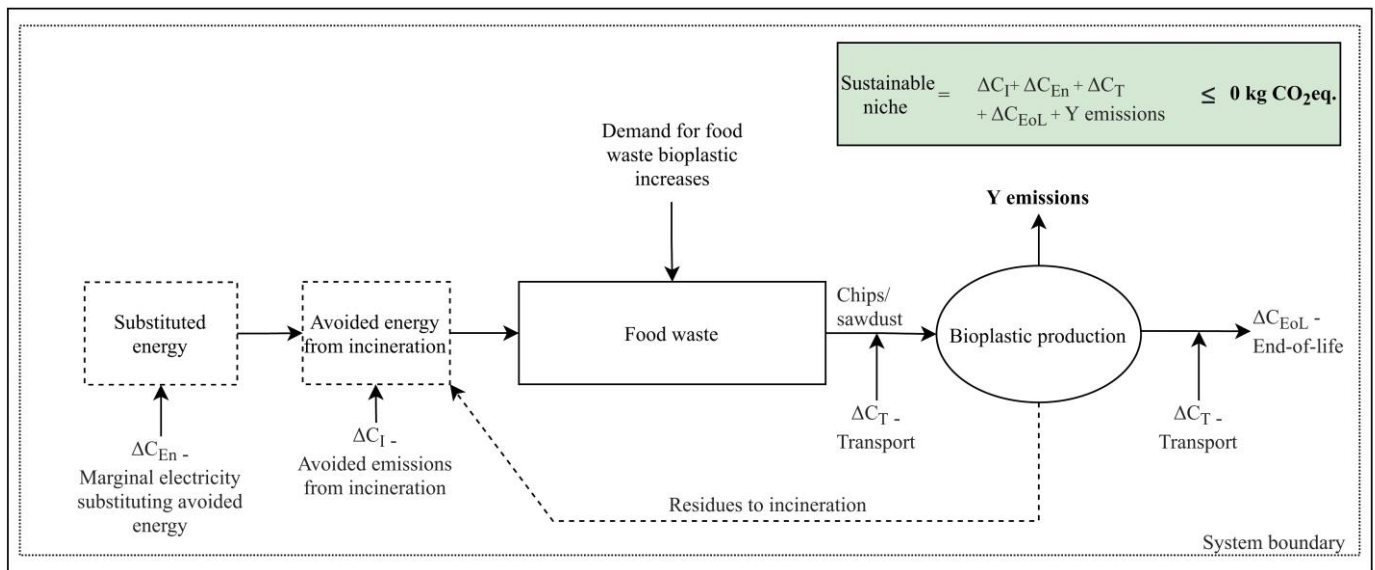 Sustainable
niche
=
ΔC_I + ΔC_En + ΔC_T
+ ΔC_EoL + Y emissions
≤ 0 kg CO₂eq.
Demand for food
waste bioplastic
increases
Y emissions
Substituted
energy
Avoided energy
from incineration
Food waste
Chips/
sawdust
Bioplastic production
ΔC_EoL -
End-of-life
ΔC_En -
Marginal electricity
substituting avoided
energy
ΔC_I -
Avoided emissions
from incineration
ΔC_T -
Transport
ΔC_T -
Transport
Residues to incineration
System boundary